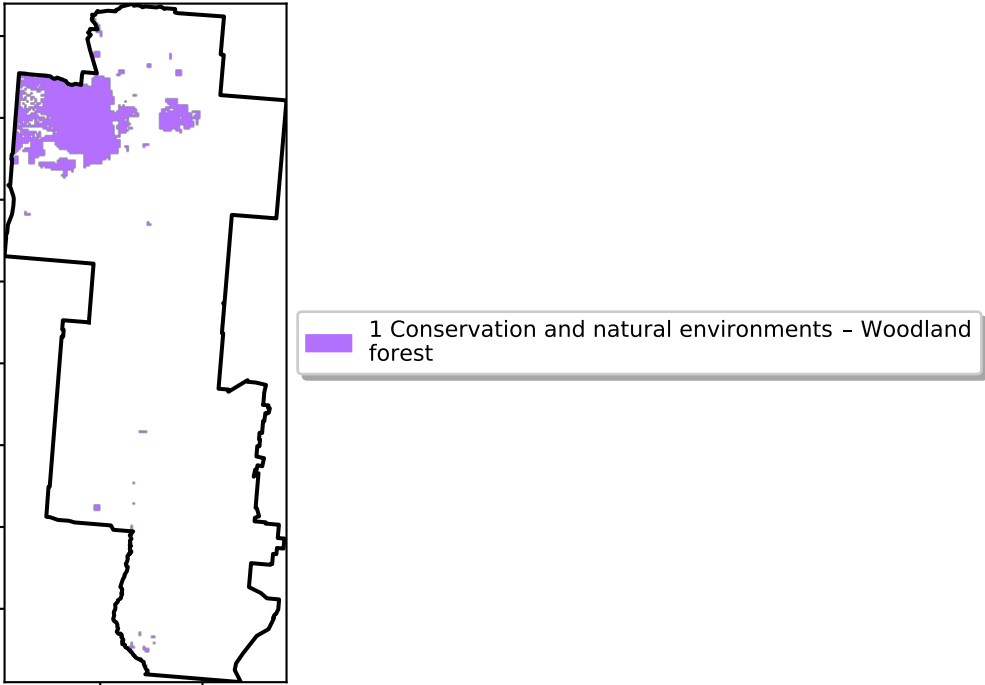 1 Conservation and natural environments – Woodland
forest